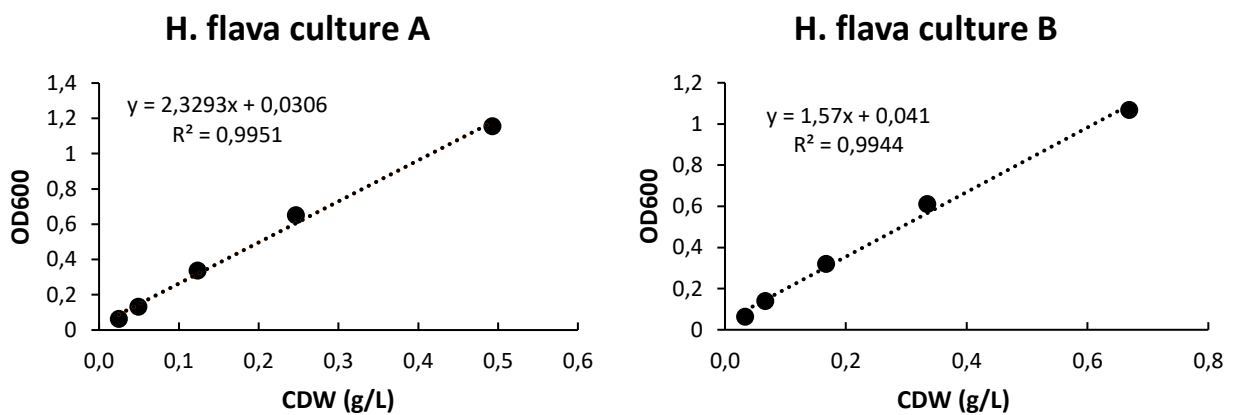 H. flava culture A
y = 2,3293x + 0,0306
R² = 0,9951
OD600
1,4
1,2
1
0,8
0,6
0,4
0,2
0
0,0 0,1 0,2 0,3 0,4 0,5 0,6
CDW (g/L)
H. flava culture B
y = 1,57x + 0,041
R² = 0,9944
OD600
1,2
1
0,8
0,6
0,4
0,2
0
0,0 0,2 0,4 0,6 0,8
CDW (g/L)